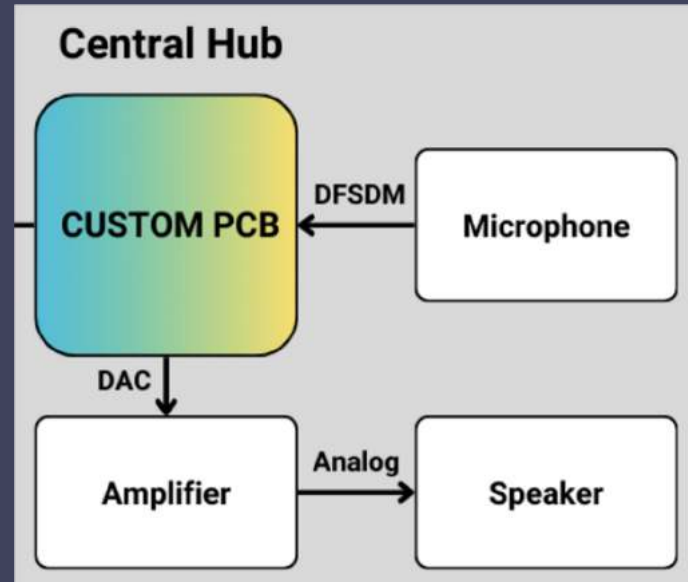 Central Hub
CUSTOM PCB
DFSDM
Microphone
DAC
Amplifier
Analog
Speaker